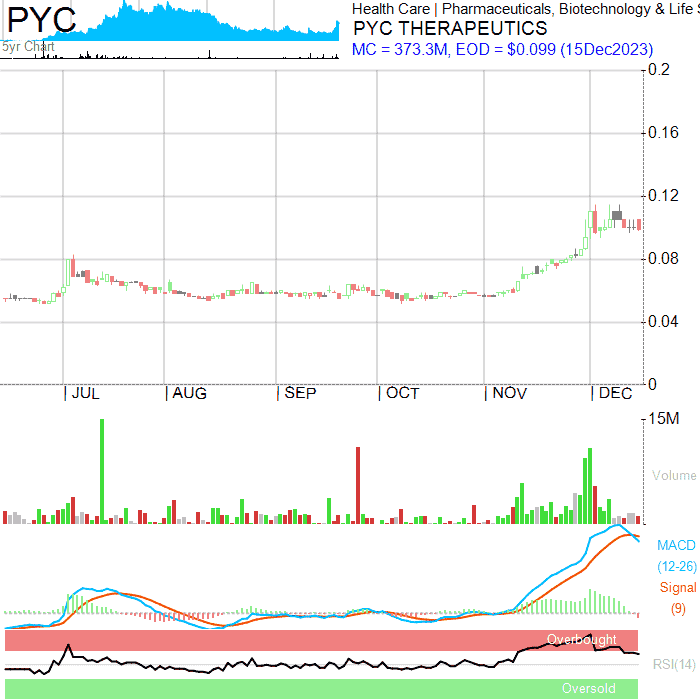 PYC
5yr Chart
Health Care | Pharmaceuticals, Biotechnology & Life S
PYC THERAPEUTICS
MC = 373.3M, EOD = $0.099 (15Dec2023)
0.2
0.16
0.12
0.08
0.04
0
JUL AUG SEP OCT NOV DEC
15M
Volume
MACD
(12-26)
Signal
(9)
Overbought
RSI(14)
Oversold